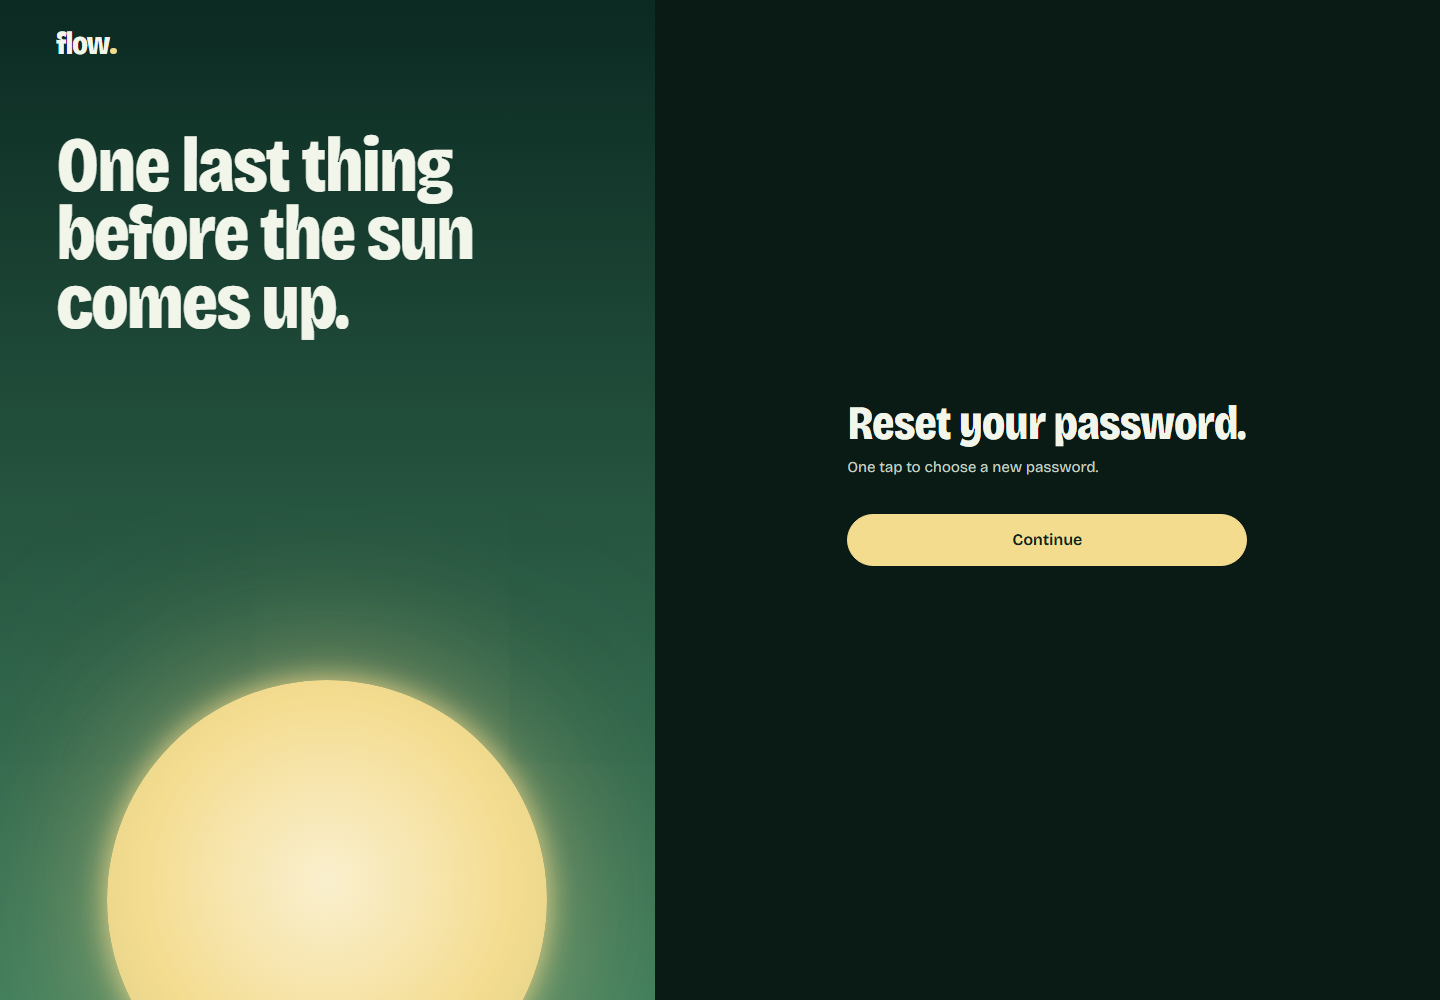 flow.
One last thing
before the sun
comes up.
Reset your password.
One tap to choose a new password.
Continue